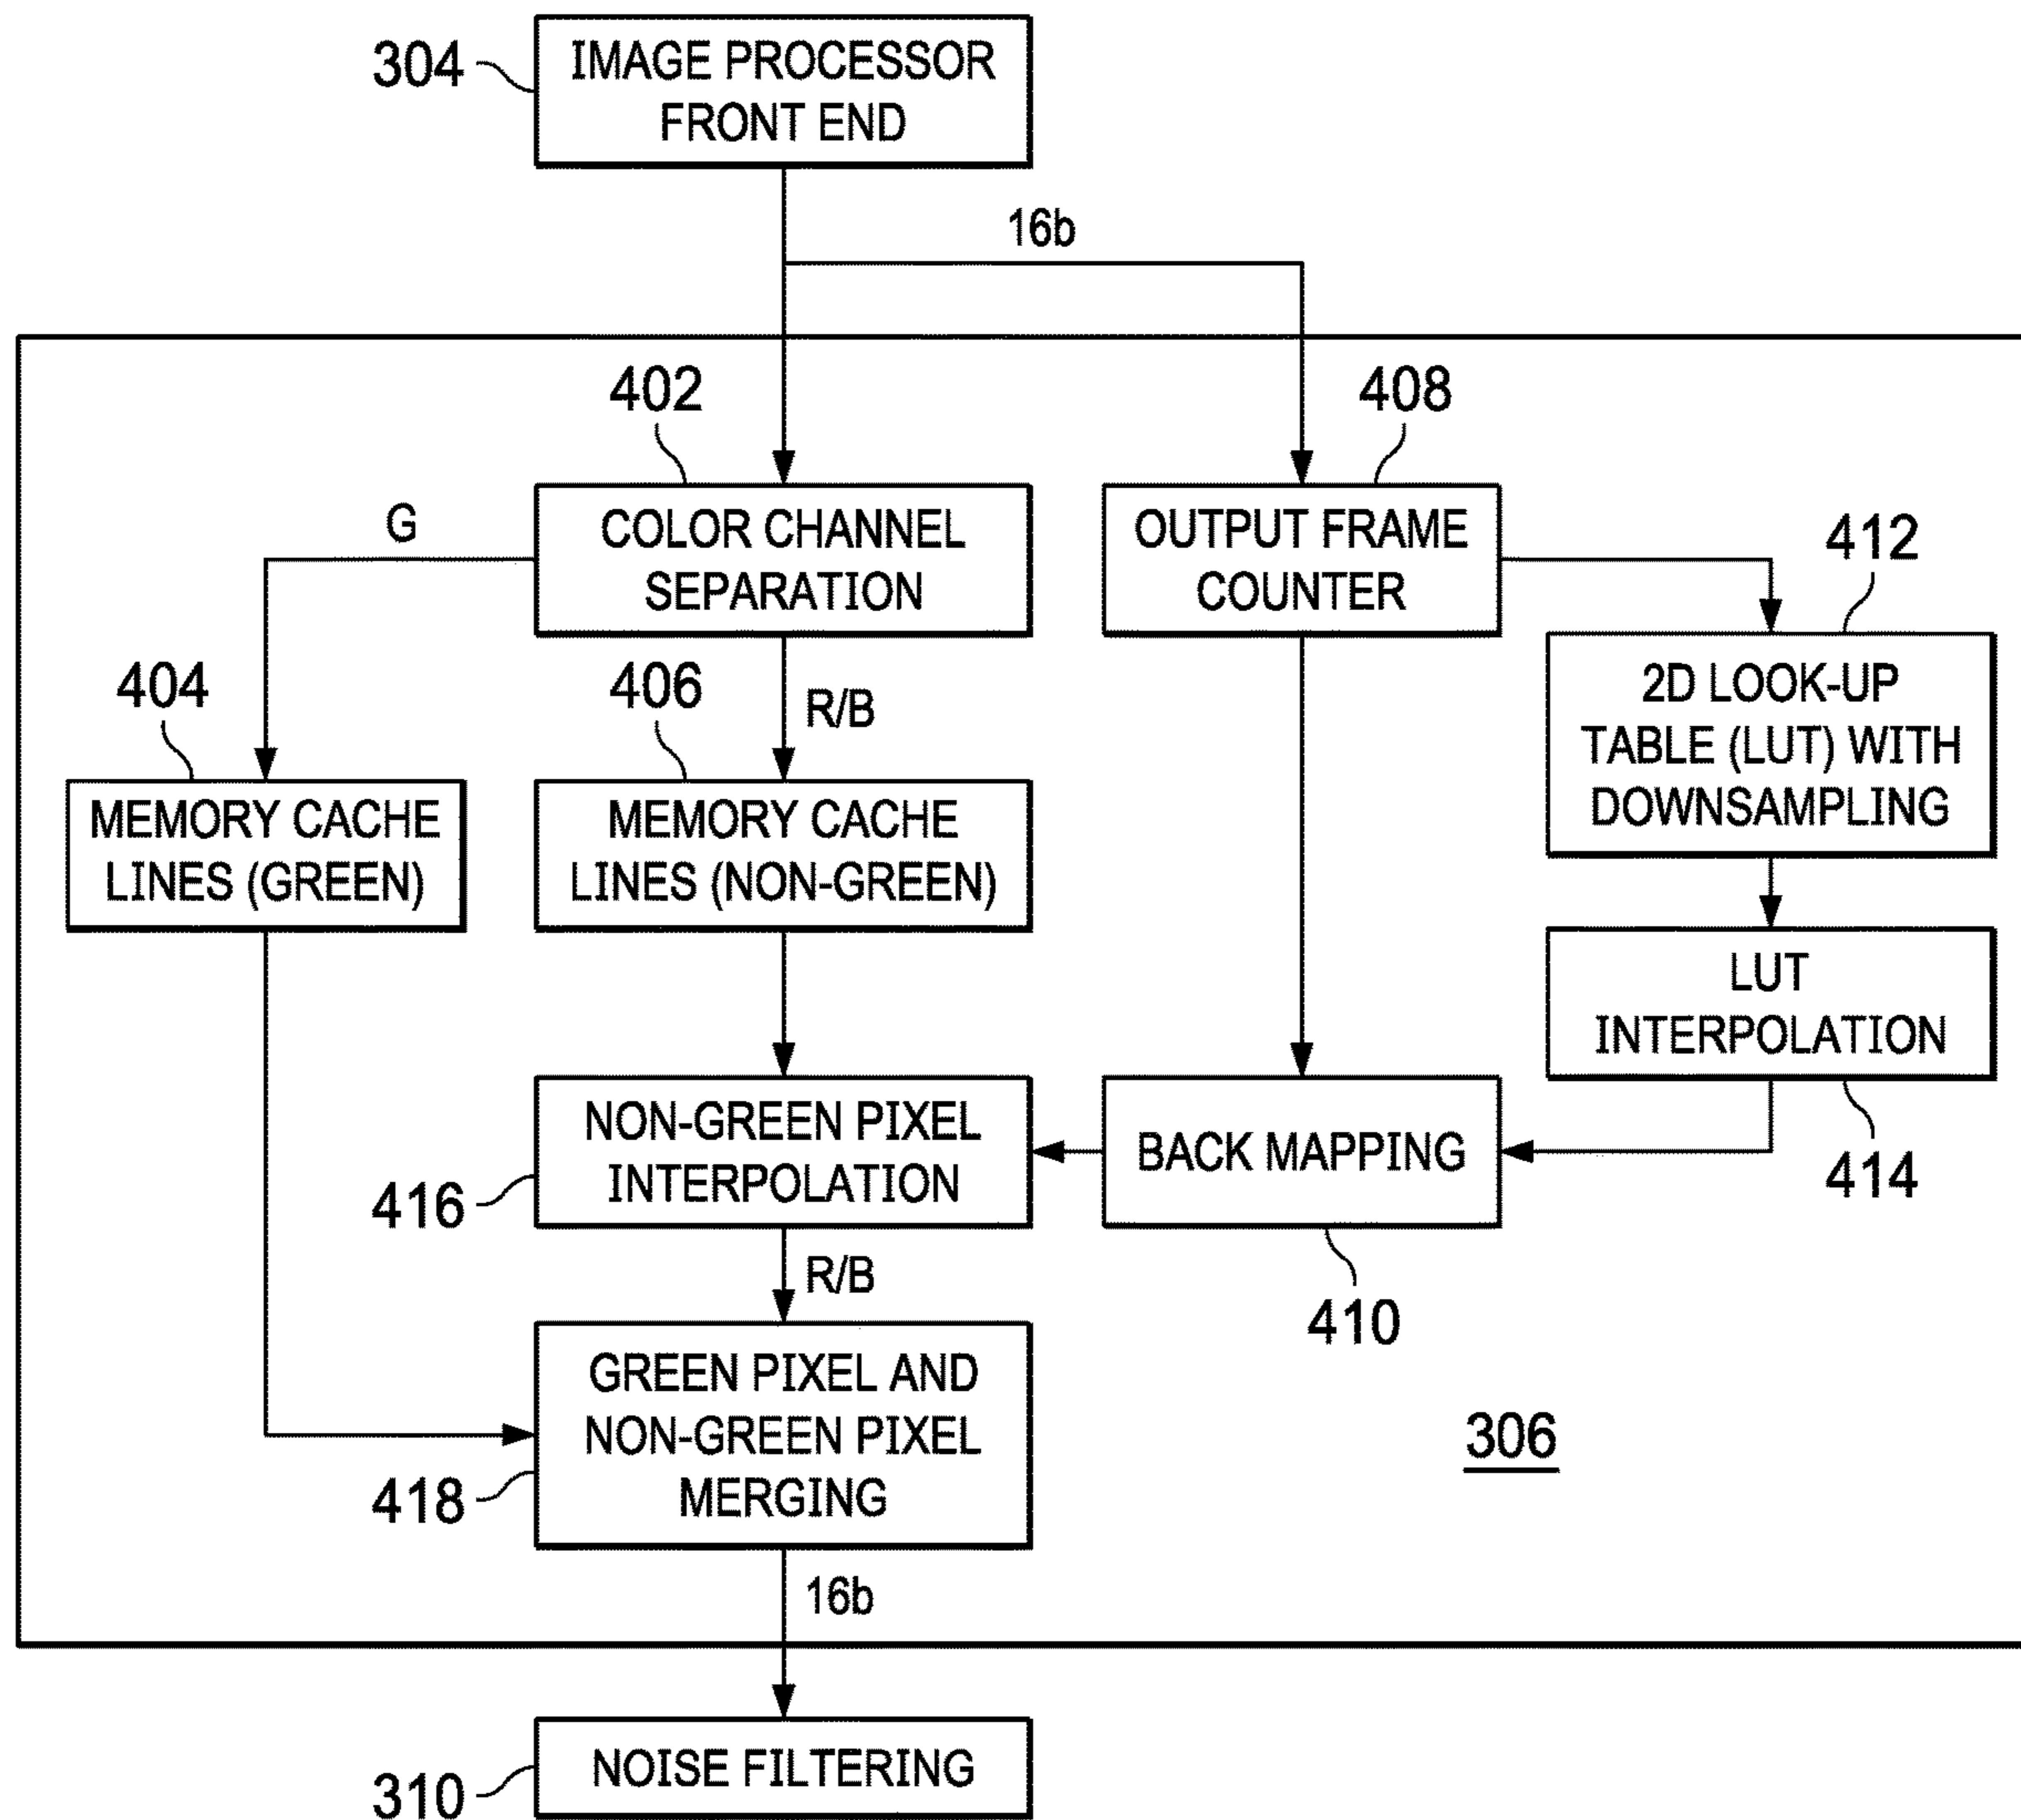 304
IMAGE PROCESSOR
FRONT END
16b
402
408
G
COLOR CHANNEL
SEPARATION
OUTPUT FRAME
COUNTER
412
404
406
R/B
2D LOOK-UP
TABLE (LUT) WITH
DOWNSAMPLING
MEMORY CACHE
LINES (GREEN)
MEMORY CACHE
LINES (NON-GREEN)
LUT
INTERPOLATION
NON-GREEN PIXEL
INTERPOLATION
BACK MAPPING
416
414
R/B
410
GREEN PIXEL AND
NON-GREEN PIXEL
MERGING
306
418
16b
NOISE FILTERING
310